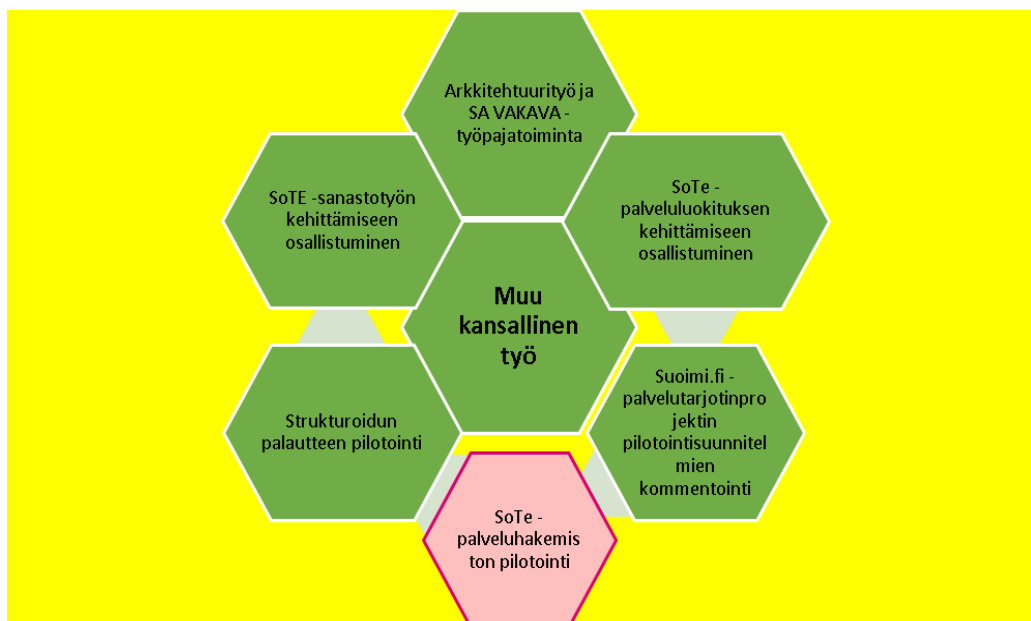 Arkkitehtuurityö ja
SA VAKAVA -
työpajatoiminta
SoTE -sanastotyön
kehittämiseen
osallistuminen
SoTe -
palveluluokituksen
kehittämiseen
osallistuminen
Muu
kansallinen
työ
Strukturoidun
palautteen pilotointi
Suoimi.fi -
palvelutarjotinpro
jektin
pilotointisuunnitel
mien
kommentointi
SoTe -
palveluhakemis
ton pilotointi